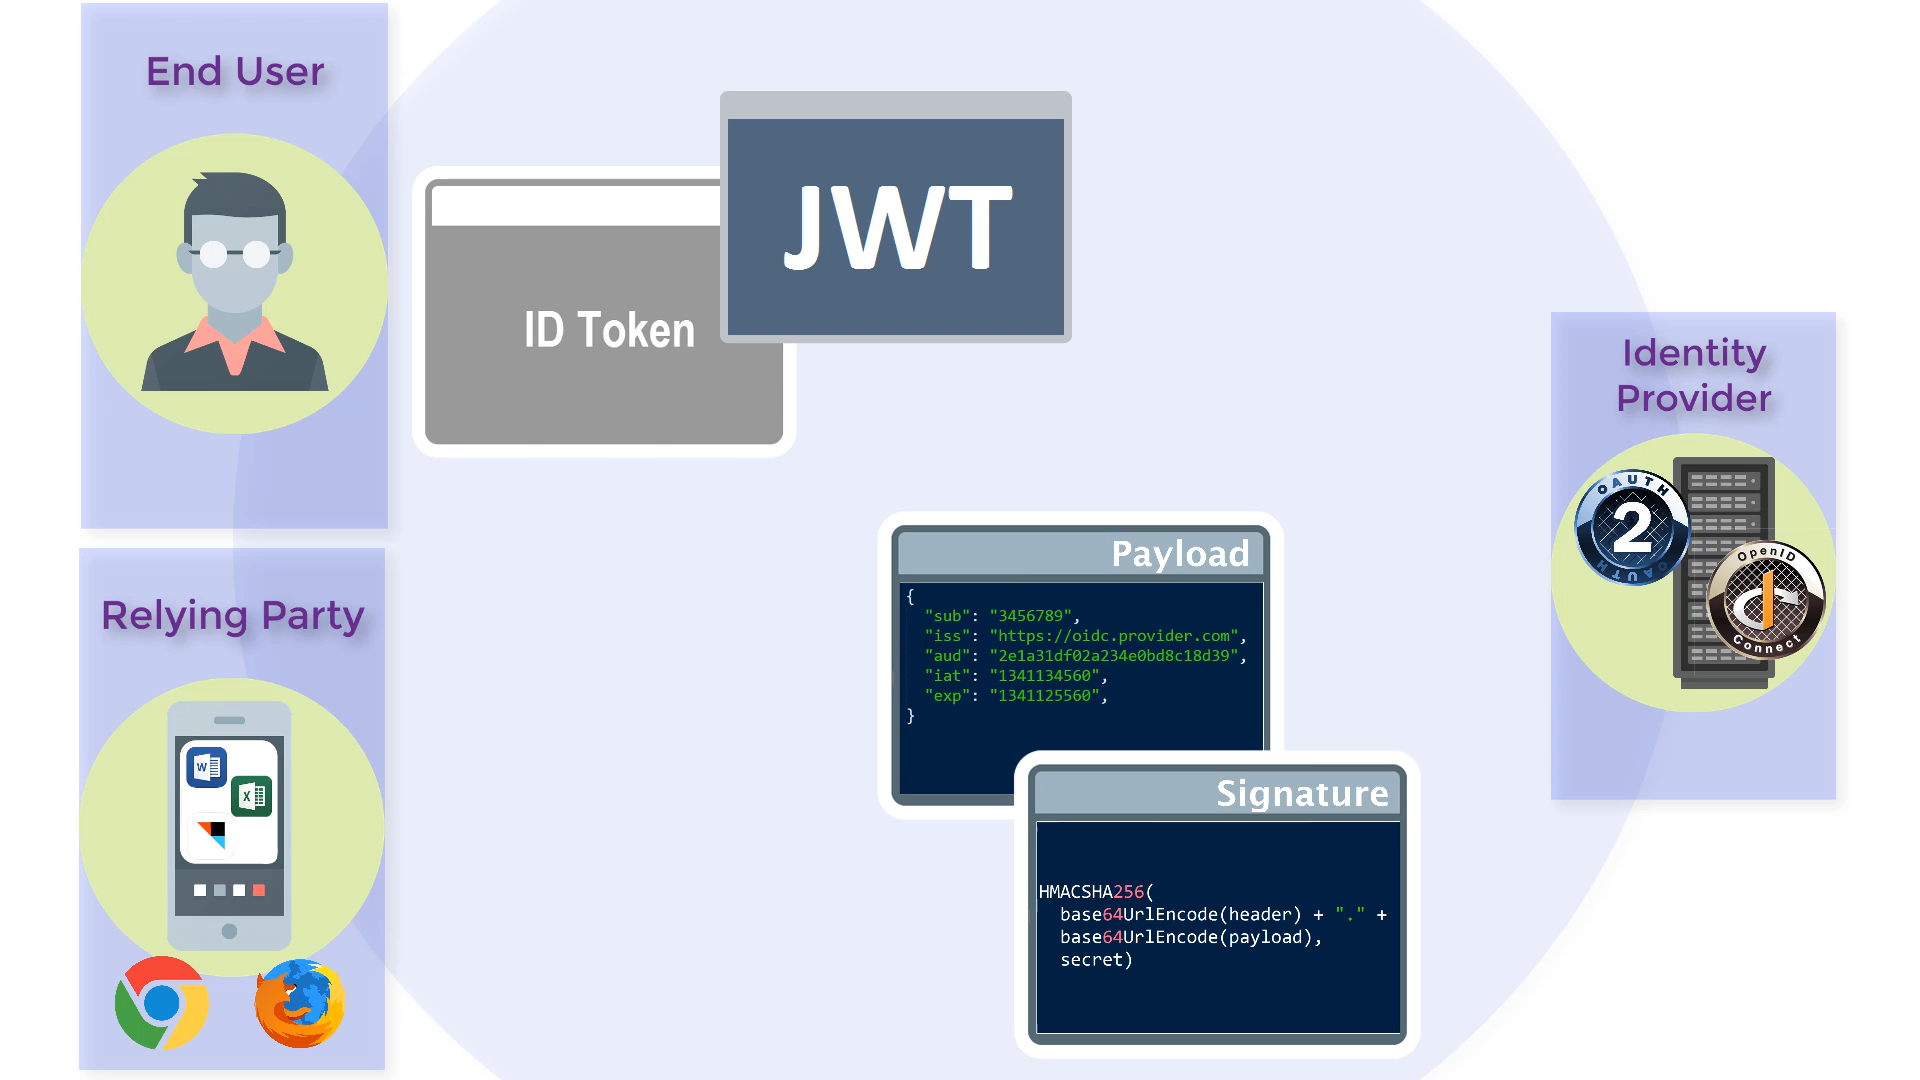 End User
JWT
ID Token
Identity
Provider
OAUTH
2
OAUTH
OpenID
Connect
Relying Party
W
X
Payload
{
"sub": "3456789",
"iss": "https://oidc.provider.com",
"aud": "2e1a31df02a234e0bd8c18d39",
"iat": "1341134560",
"exp": "1341125560",
}
Signature
HMACSHA256(
base64UrlEncode(header) + "." +
base64UrlEncode(payload),
secret)